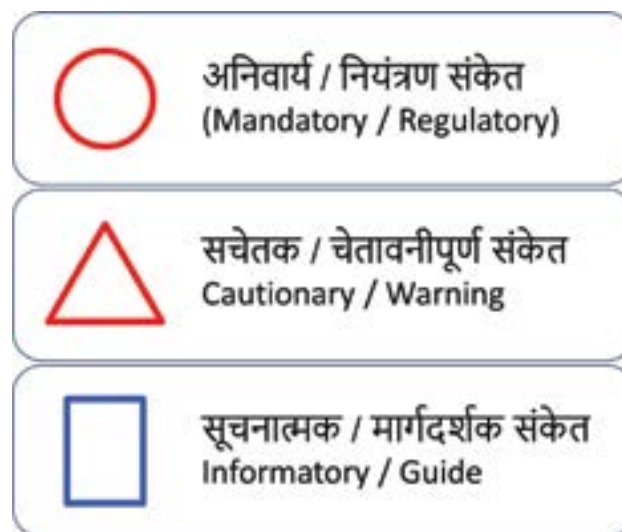 अनिवार्य / नियंत्रण संकेत
(Mandatory / Regulatory)
सचेतक / चेतावनीपूर्ण संकेत
Cautionary / Warning
सूचनात्मक / मार्गदर्शक संकेत
Informatory / Guide